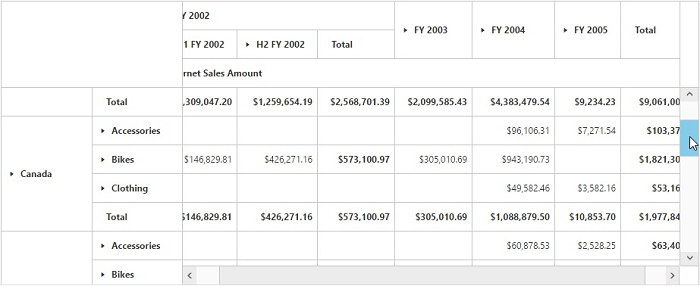 Y 2002
FY 2003 FY 2004 FY 2005 Total
1 FY 2002 H2 FY 2002 Total
rnet Sales Amount
Total ,309,047.20 $1,259,654.19 $2,568,701.39 $2,099,585.43 $4,383,479.54 $9,234.23 $9,061,00
Accessories $96,106.31 $7,271.54 $103,37
Bikes $146,829.81 $426,271.16 $573,100.97 $305,010.69 $943,190.73 $1,821,30
Canada
Clothing $49,582.46 $3,582.16 $53,16
Total $146,829.81 $426,271.16 $573,100.97 $305,010.69 $1,088,879.50 $10,853.70 $1,977,84
Accessories $60,878.53 $2,528.25 $63,40
Bikes